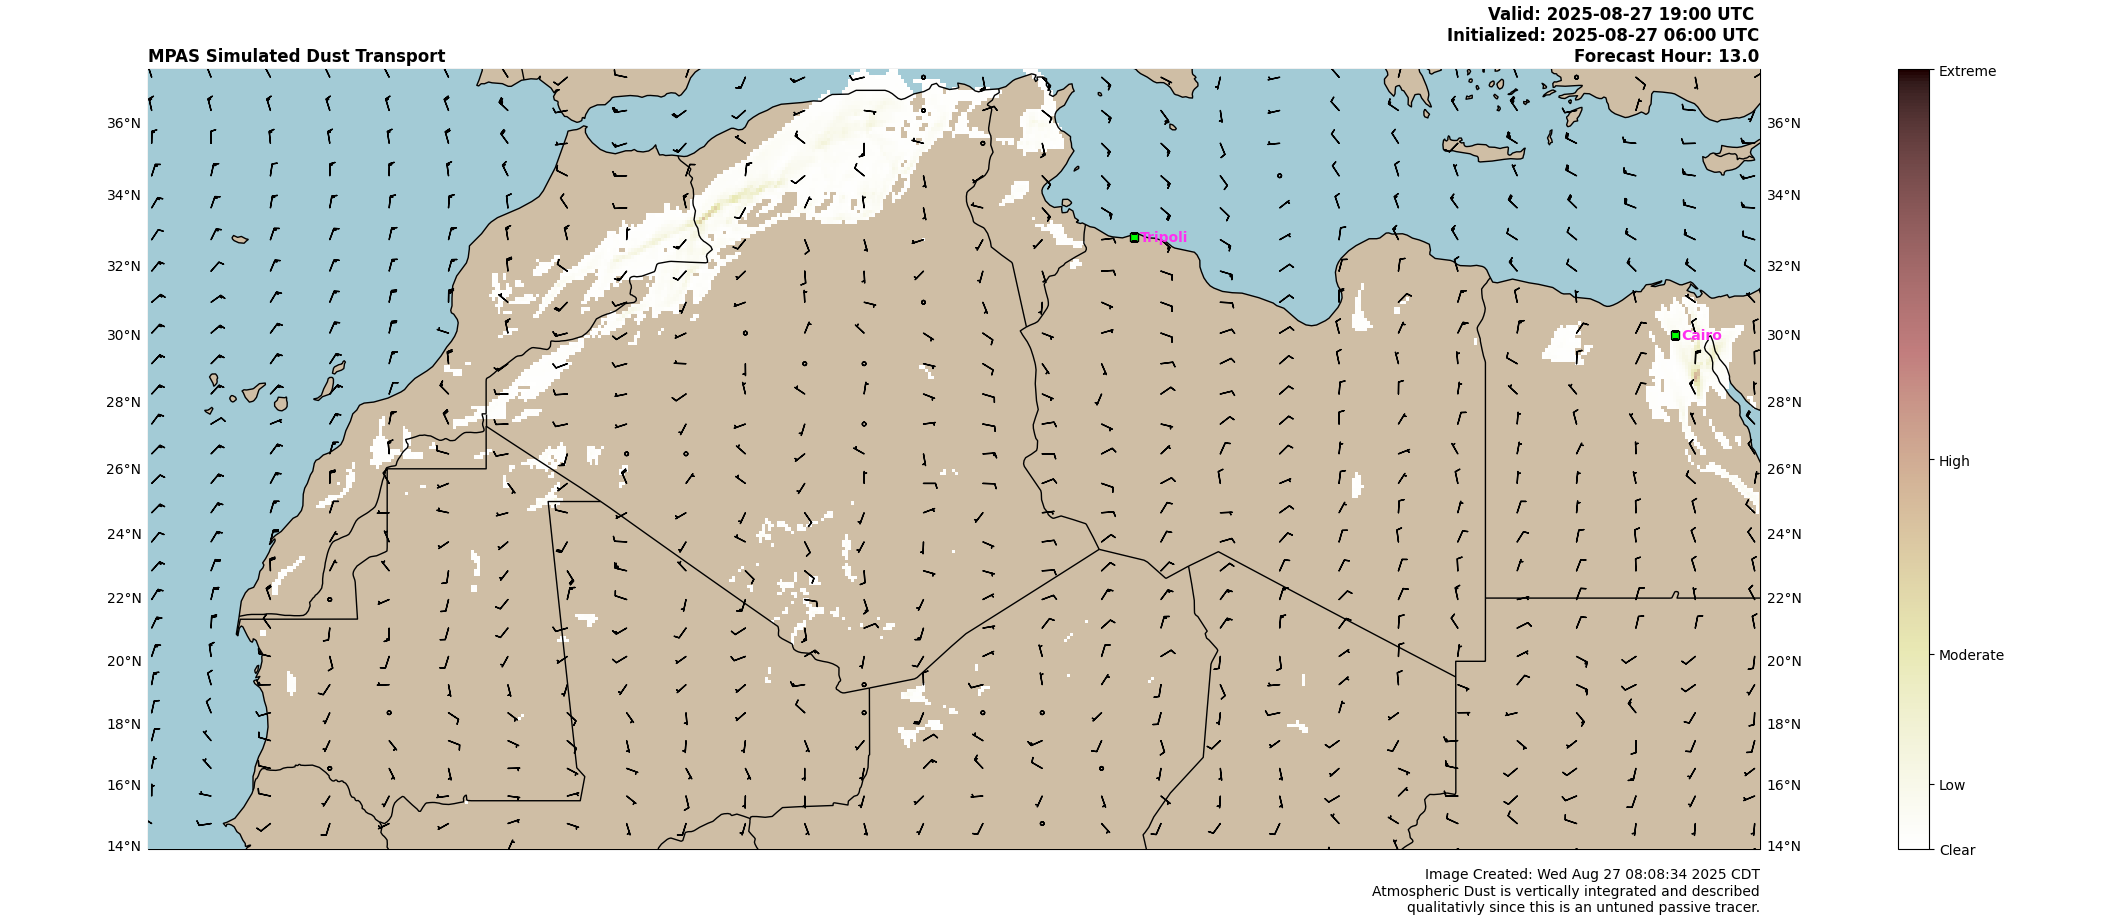 Valid: 2025-08-27 19:00 UTC
Initialized: 2025-08-27 06:00 UTC
MPAS Simulated Dust Transport Forecast Hour: 13.0
Extreme
36°N 36°N
34°N 34°N
Tripoli
32°N 32°N
30°N 30°N
Cairo
28°N 28°N
26°N 26°N
High
24°N 24°N
22°N 22°N
20°N 20°N
Moderate
18°N 18°N
16°N 16°N
Low
14°N 14°N
Clear
Image Created: Wed Aug 27 08:08:34 2025 CDT
Atmospheric Dust is vertically integrated and described
qualitativly since this is an untuned passive tracer.